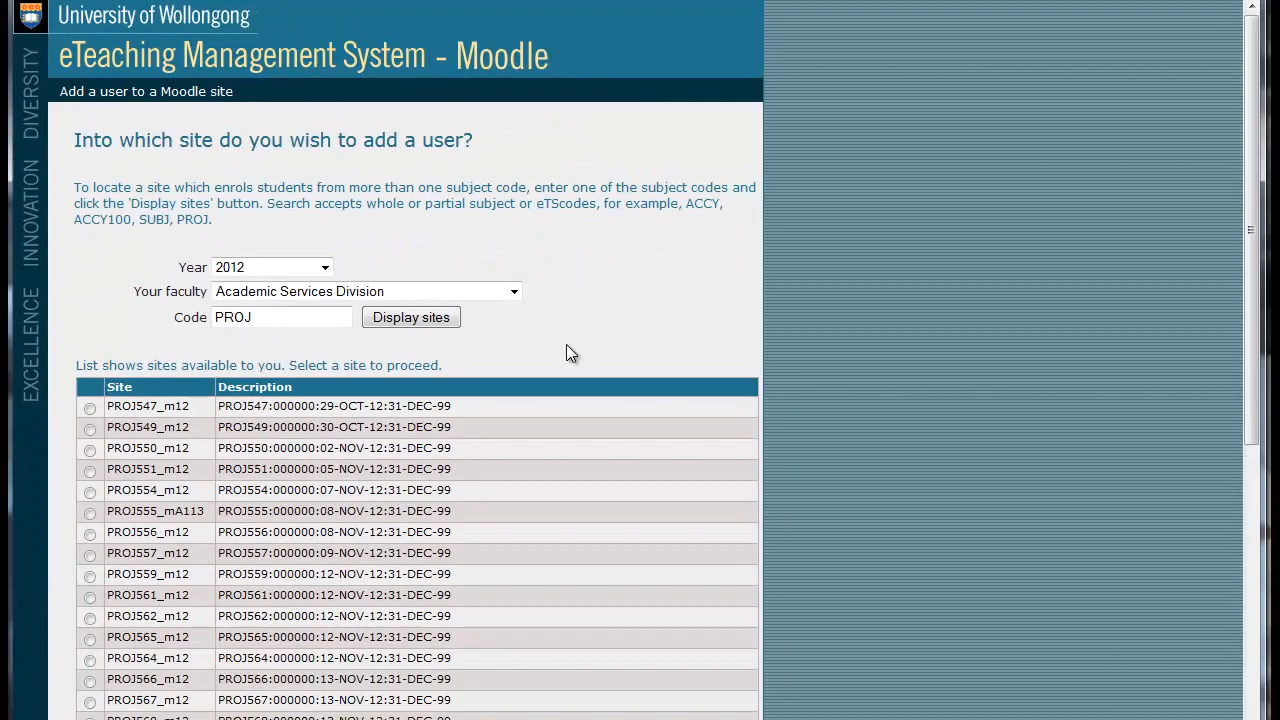 University of Wollongong
eTeaching Management System - Moodle
EXCELLENCE INNOVATION DIVERSITY
Add a user to a Moodle site
Into which site do you wish to add a user?
To locate a site which enrols students from more than one subject code, enter one of the subject codes and
click the 'Display sites' button. Search accepts whole or partial subject or eTScodes, for example, ACCY,
ACCY100, SUBJ, PROJ.
Year 2012
Your faculty Academic Services Division
Code PROJ Display sites
List shows sites available to you. Select a site to proceed.
Site Description
PROJ547_m12 PROJ547:000000:29-OCT-12:31-DEC-99
PROJ549_m12 PROJ549:000000:30-OCT-12:31-DEC-99
PROJ550_m12 PROJ550:000000:02-NOV-12:31-DEC-99
PROJ551_m12 PROJ551:000000:05-NOV-12:31-DEC-99
PROJ554_m12 PROJ554:000000:07-NOV-12:31-DEC-99
PROJ555_mA113 PROJ555:000000:08-NOV-12:31-DEC-99
PROJ556_m12 PROJ556:000000:08-NOV-12:31-DEC-99
PROJ557_m12 PROJ557:000000:09-NOV-12:31-DEC-99
PROJ559_m12 PROJ559:000000:12-NOV-12:31-DEC-99
PROJ561_m12 PROJ561:000000:12-NOV-12:31-DEC-99
PROJ562_m12 PROJ562:000000:12-NOV-12:31-DEC-99
PROJ565_m12 PROJ565:000000:12-NOV-12:31-DEC-99
PROJ564_m12 PROJ564:000000:12-NOV-12:31-DEC-99
PROJ566_m12 PROJ566:000000:13-NOV-12:31-DEC-99
PROJ567_m12 PROJ567:000000:13-NOV-12:31-DEC-99